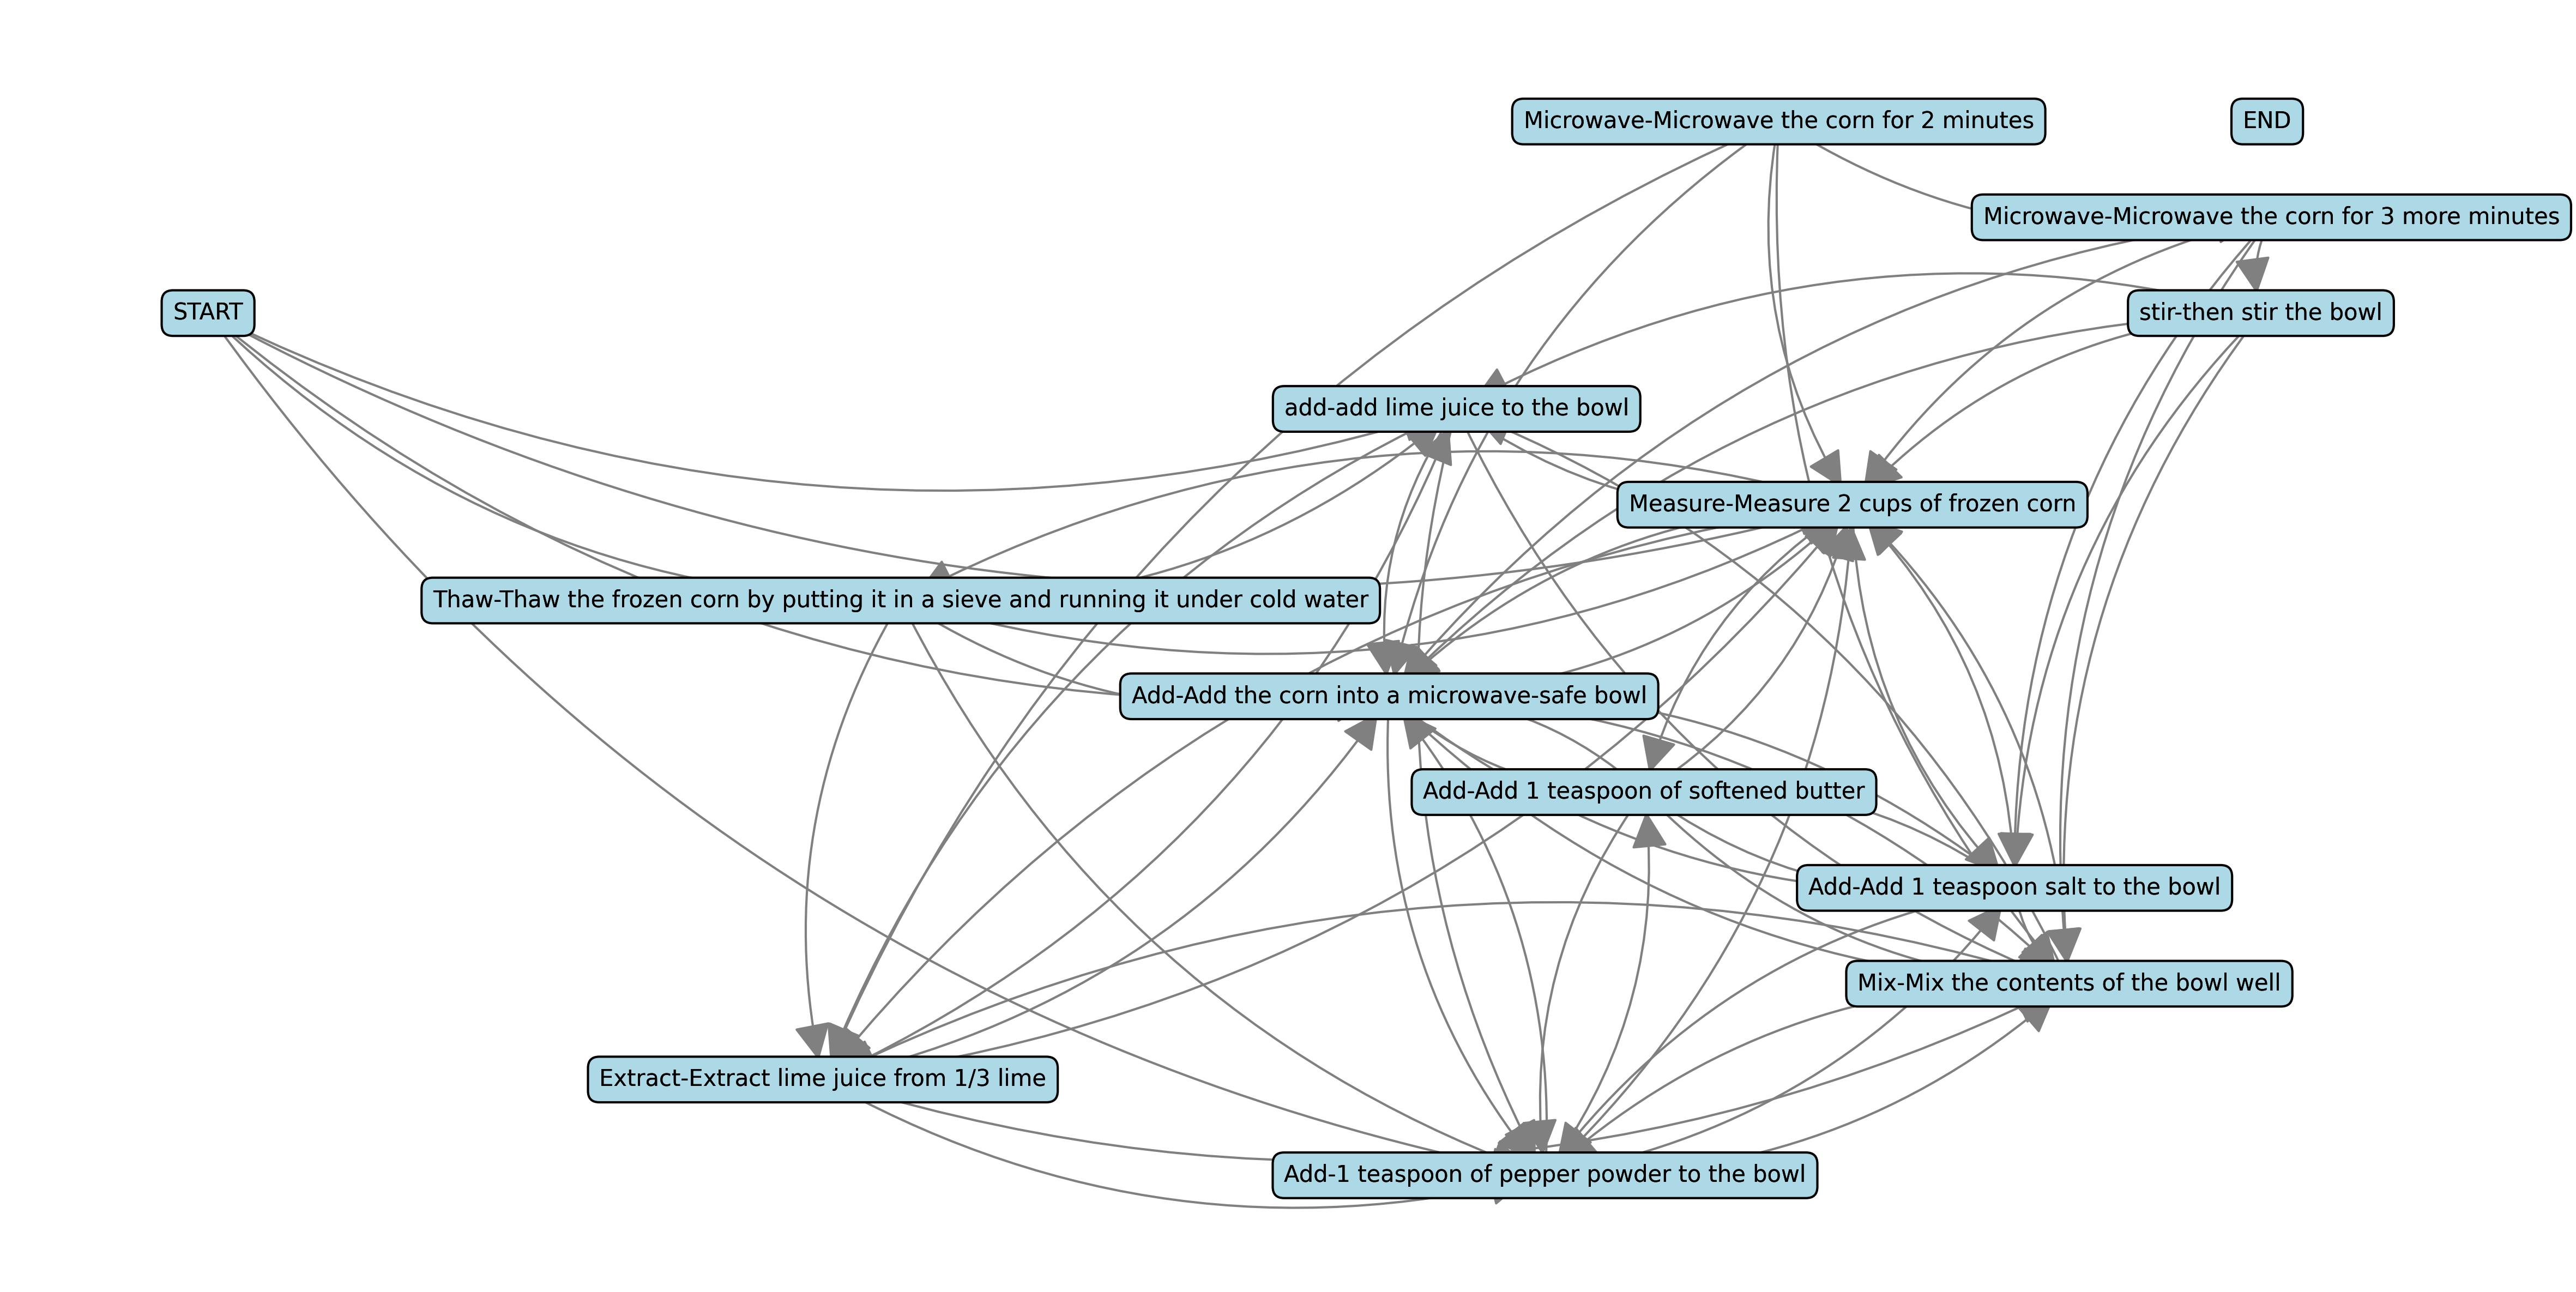 Microwave-Microwave the corn for 2 minutes
END
Microwave-Microwave the corn for 3 more minutes
START
stir-then stir the bowl
add-add lime juice to the bowl
Measure-Measure 2 cups of frozen corn
Thaw-Thaw the frozen corn by putting it in a sieve and running it under cold water
Add-Add the corn into a microwave-safe bowl
Add-Add 1 teaspoon of softened butter
Add-Add 1 teaspoon salt to the bowl
Mix-Mix the contents of the bowl well
Extract-Extract lime juice from 1/3 lime
Add-1 teaspoon of pepper powder to the bowl